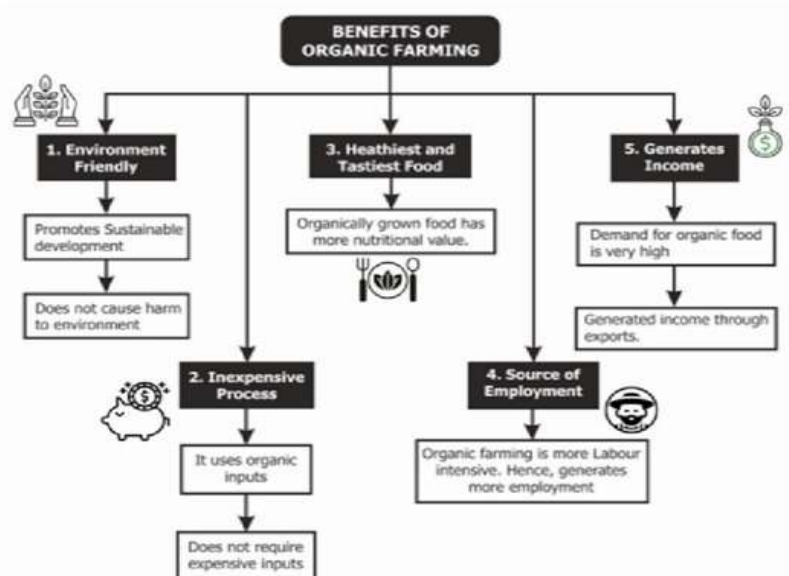 BENEFITS OF
ORGANIC FARMING
1. Environment
Friendly
Promotes Sustainable
development
Does not cause harm
to environment
2. Inexpensive
Process
It uses organic
inputs
Does not require
expensive inputs
3. Heathiest and
Tastiest Food
Organically grown food has
more nutritional value.
4. Source of
Employment
Organic farming is more Labour
intensive. Hence, generates
more employment
5. Generates
Income
Demand for organic food
is very high
Generated income through
exports.